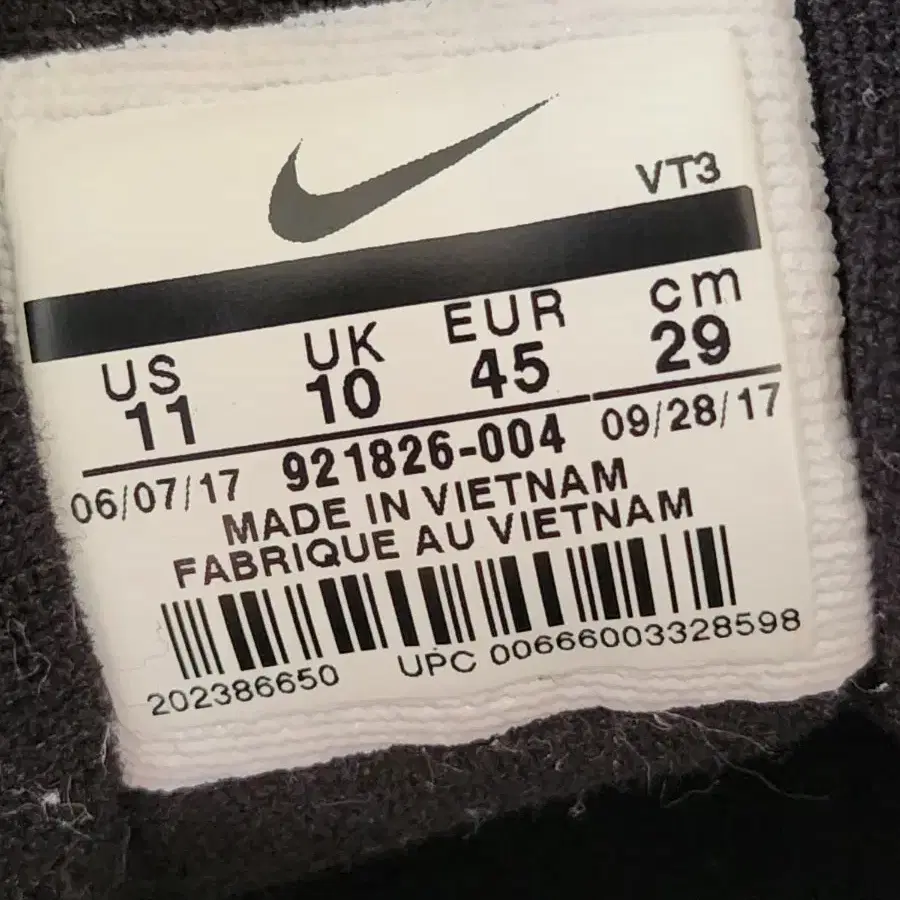 VT3
US UK EUR cm
11 10 45 29
06/07/17 921826-004 09/28/17
MADE IN VIETNAM
FABRIQUE AU VIETNAM
202386650 UPC 00666003328598